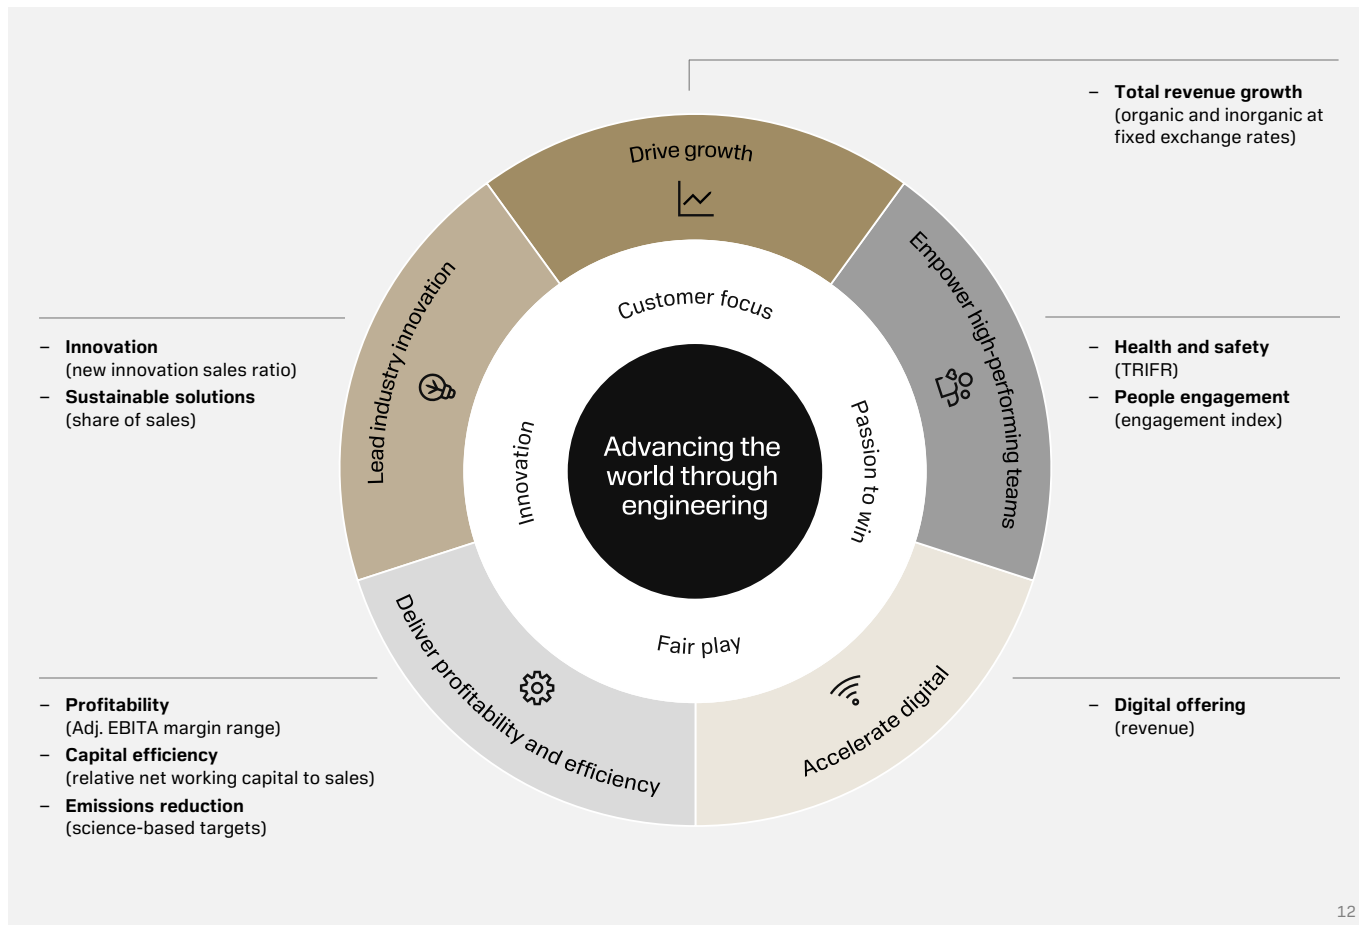 – Total revenue growth
(organic and inorganic at
fixed exchange rates)
Drive growth
Empower high-performing teams
Lead industry innovation
Customer focus
– Innovation
(new innovation sales ratio)
– Sustainable solutions
(share of sales)
– Health and safety
(TRIFR)
– People engagement
(engagement index)
Innovation
Advancing the
world through
engineering
Passion to win
Fair play
Deliver profitability and efficiency
Accelerate digital
– Profitability
(Adj. EBITA margin range)
– Capital efficiency
(relative net working capital to sales)
– Emissions reduction
(science-based targets)
– Digital offering
(revenue)
12